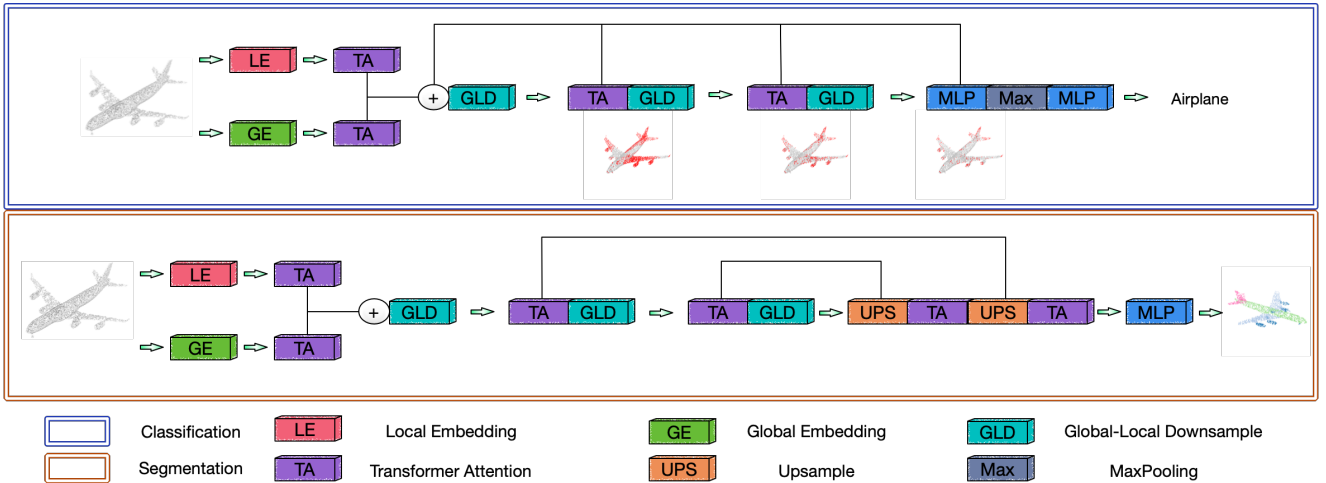 LE TA
+ GLD TA GLD TA GLD MLP Max MLP Airplane
GE TA
LE TA
+ GLD TA GLD TA GLD UPS TA UPS TA MLP
GE TA
Classification LE Local Embedding GE Global Embedding GLD Global-Local Downsample
Segmentation TA Transformer Attention UPS Upsample Max MaxPooling